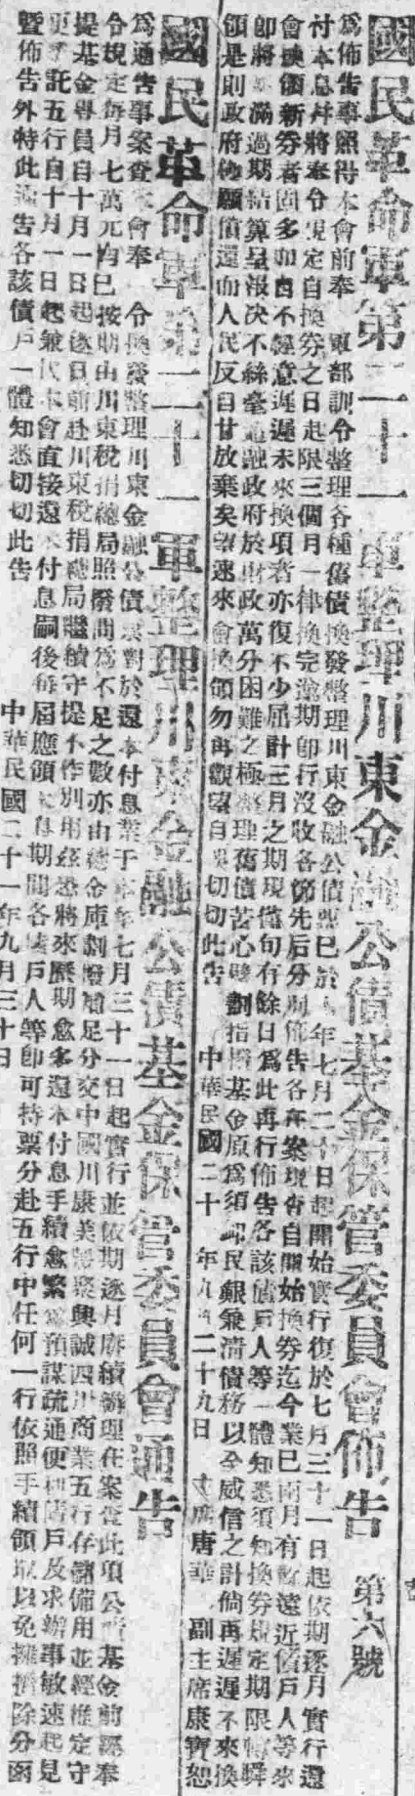 國民革命軍第二十一軍整理川東金融公債基金保管委員會佈告 第六號
為佈告事照得本會前奉 軍部訓令整理各種舊債換發整理川東金融公債業已於本年七月二十日起開始實行復於七月三十一日起依期逐月實行還
付本息並將奉令規定自換券之日起限三個月一律換完逾期即行沒收各節先后分別佈告各在案現查自開始換券迄今業已兩月有餘遠近債戶人等來
會換領新券者固多如自不經意遲遲未來換項者亦復不少屈計三月之期現僅旬有餘日為此再行佈告各該債戶人等一體知悉須知換券規定期限轉瞬
即將 滿過期結算呈報決不絲毫通融政府於財政萬分困難之極整理舊債苦心擘劃指撥基金原為須卹民艱兼清債務以全威信之計倘再遲遲不來換
領是則政府極願償還而人民反自甘放棄矣望速來會換領勿再觀望自 切切此告
中華民國二十 年九月二十九日 主席唐華 副主席康寶恕
國民革命軍第二十一軍整理川東金融公債基金保管委員會通告
為通告事案查本會奉 令換發整理川東金融公債 對於還本付息業于本年七月三十一日起實行並依期逐月賡續辦理在案查此項公債基金前經奉
令規定每月七萬元均已按期由川東稅捐總局照撥間為不足之數亦由總金庫劃撥補足分交中國川康美豐聚興誠四川商業五行存儲備用並經推定守
提基金專員自十月一日起逐日前赴川東稅捐總局繼續守提不作別用茲恐將來歷期愈多還本付息手續愈繁 預謀疏通便利債戶及求辦事敏速起見
更 託五行自十月一日起兼代本會直接還本付息嗣後每屆應領本息期間各債戶人等即可持票分赴五行中任何一行依照手續領取以免擁擠除分函
暨佈告外特此通告各該債戶一體知悉切切此告
中華民國二十一年九月三十日